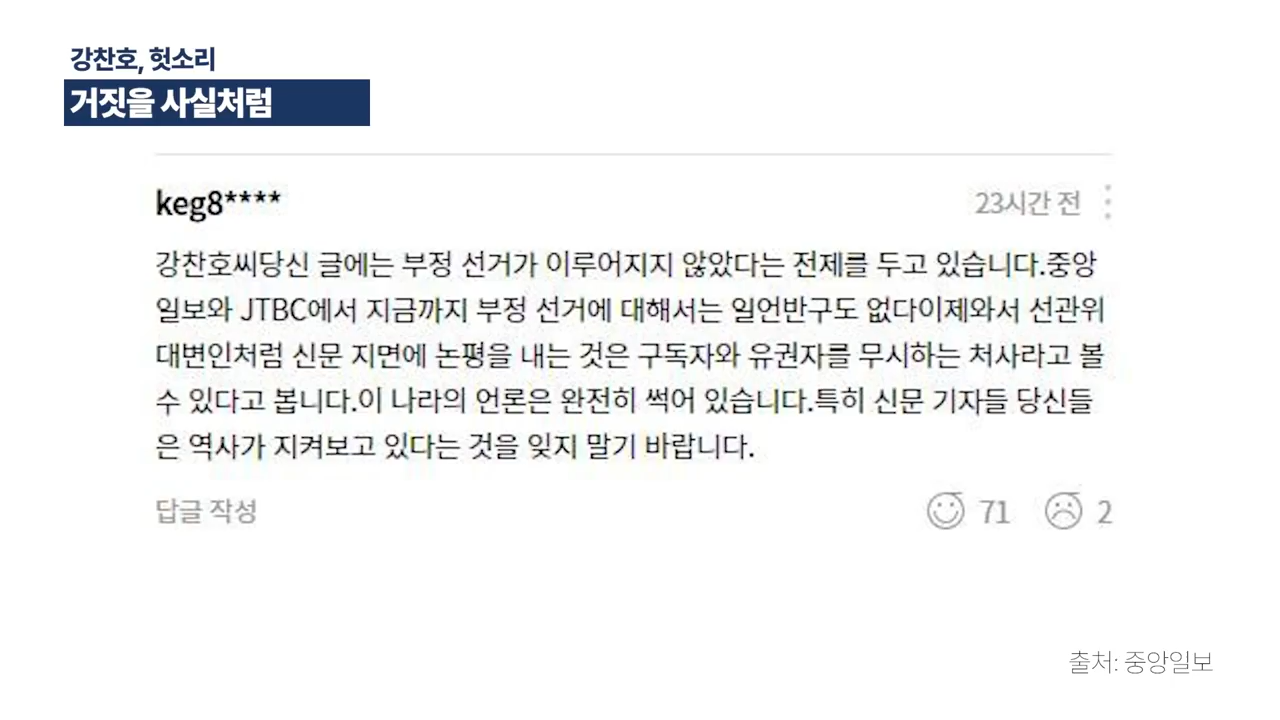 강찬호, 헛소리
거짓을 사실처럼
keg8****
23시간 전
강찬호씨당신 글에는 부정 선거가 이루어지지 않았다는 전제를 두고 있습니다.중앙
일보와 JTBC에서 지금까지 부정 선거에 대해서는 일언반구도 없다이제와서 선관위
대변인처럼 신문 지면에 논평을 내는 것은 구독자와 유권자를 무시하는 처사라고 볼
수 있다고 봅니다.이 나라의 언론은 완전히 썩어 있습니다.특히 신문 기자들 당신들
은 역사가 지켜보고 있다는 것을 잊지 말기 바랍니다.
답글 작성
71
2
출처: 중앙일보